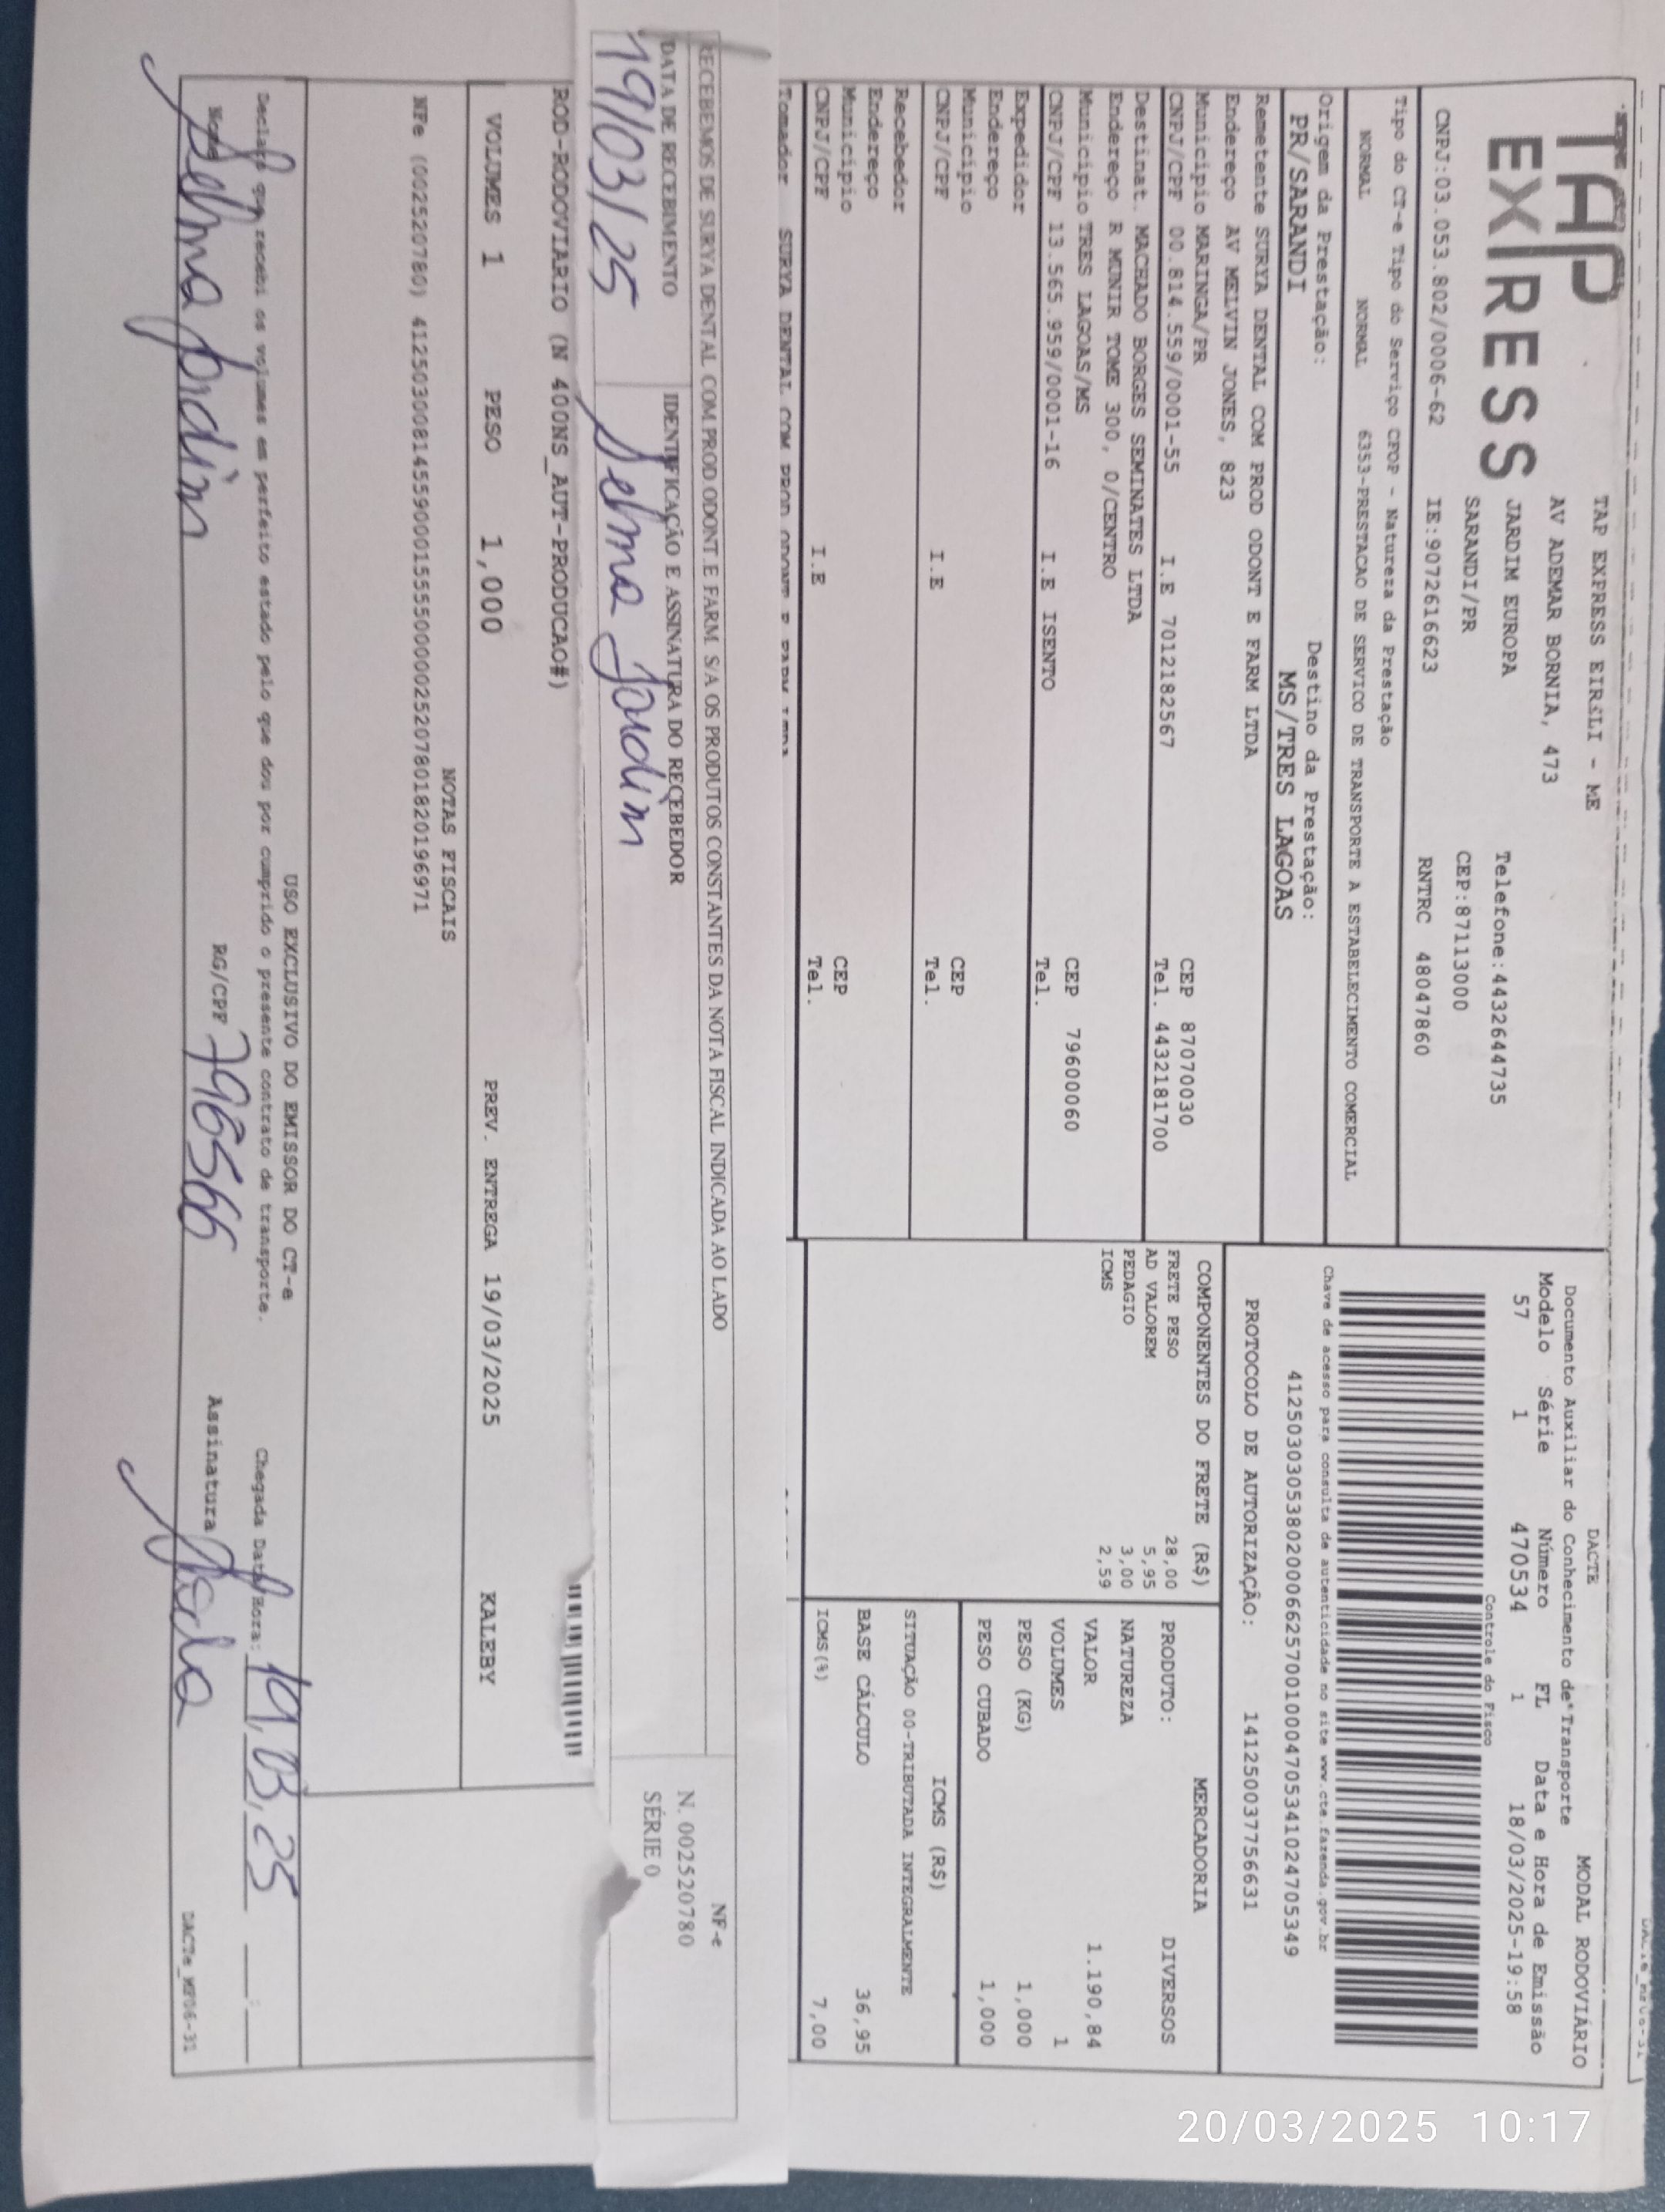 TAP
EXPRESS
TAP EXPRESS EIRELI - ME
AV ADEMAR BORNIA, 473
JARDIM EUROPA Telefone:4432644735
SARANDI/PR CEP:87113000
CNPJ:03.053.802/0006-62 IE:9072616623 RNTRC 48047860
Tipo do CT-e Tipo do Serviço CFOP - Natureza da Prestação
NORMAL NORMAL 6353-PRESTACAO DE SERVICO DE TRANSPORTE A ESTABELECIMENTO COMERCIAL
Origem da Prestação: Destino da Prestação:
PR/SARANDI MS/TRES LAGOAS
DACTE MODAL RODOVIÁRIO
Documento Auxiliar do Conhecimento de Transporte
Modelo Série Número FL Data e Hora de Emissão
57 1 470534 1 18/03/2025-19:58
Controle do Fisco
Chave de acesso para consulta de autenticidade no site www.cte.fazenda.gov.br
41250303053802000662570010004705341024705349
PROTOCOLO DE AUTORIZAÇÃO: 141250037756631
Remetente SURYA DENTAL COM PROD ODONT E FARM LTDA
Endereço AV MELVIN JONES, 823
Município MARINGA/PR CEP 87070030
CNPJ/CPF 00.814.559/0001-55 I.E 7012182567 Tel. 4432181700
Destinat. MACHADO BORGES SEMINATES LTDA
Endereço R MUNIR TOME 300, 0/CENTRO
Município TRES LAGOAS/MS CEP 79600060
CNPJ/CPF 13.565.959/0001-16 I.E ISENTO Tel.
Expedidor
Endereço
Município CEP
CNPJ/CPF I.E Tel.
Recebedor
Endereço
Município CEP
CNPJ/CPF I.E Tel.
Tomador SURYA DENTAL COM PROD ODONT E FARM LTDA
COMPONENTES DO FRETE (R$)
FRETE PESO 28,00
AD VALOREM 5,95
PEDAGIO 3,00
ICMS 2,59
MERCADORIA
PRODUTO: DIVERSOS
NATUREZA
VALOR 1.190,84
VOLUMES 1
PESO (KG) 1,000
PESO CUBADO 1,000
ICMS (R$)
SITUAÇÃO 00-TRIBUTADA INTEGRALMENTE
BASE CÁLCULO 36,95
ICMS(%) 7,00
RECEBEMOS DE SURYA DENTAL COM. PROD. ODONT E FARM. S/A OS PRODUTOS CONSTANTES DA NOTA FISCAL INDICADA AO LADO
DATA DE RECEBIMENTO IDENTIFICAÇÃO E ASSINATURA DO RECEBEDOR
19/03/25 Selma Jordim
NF-e
N. 002520780
SÉRIE 0
ROD-RODOVIARIO (N 400NS_AUT-PRODUCAO#)
VOLUMES 1 PESO 1,000 PREV. ENTREGA 19/03/2025 KALEBY
NOTAS FISCAIS
NFe (002520780) 41250300814559000155550000025207801820196971
USO EXCLUSIVO DO EMISSOR DO CT-e
Declaro que recebi os volumes em perfeito estado pelo que dou por cumprido o presente contrato de transporte. Chegada Data/Hora: 19,03,25
Nome Selma Jordim RG/CPF 7985566 Assinatura
DACTe_MF06-31
20/03/2025 10:17